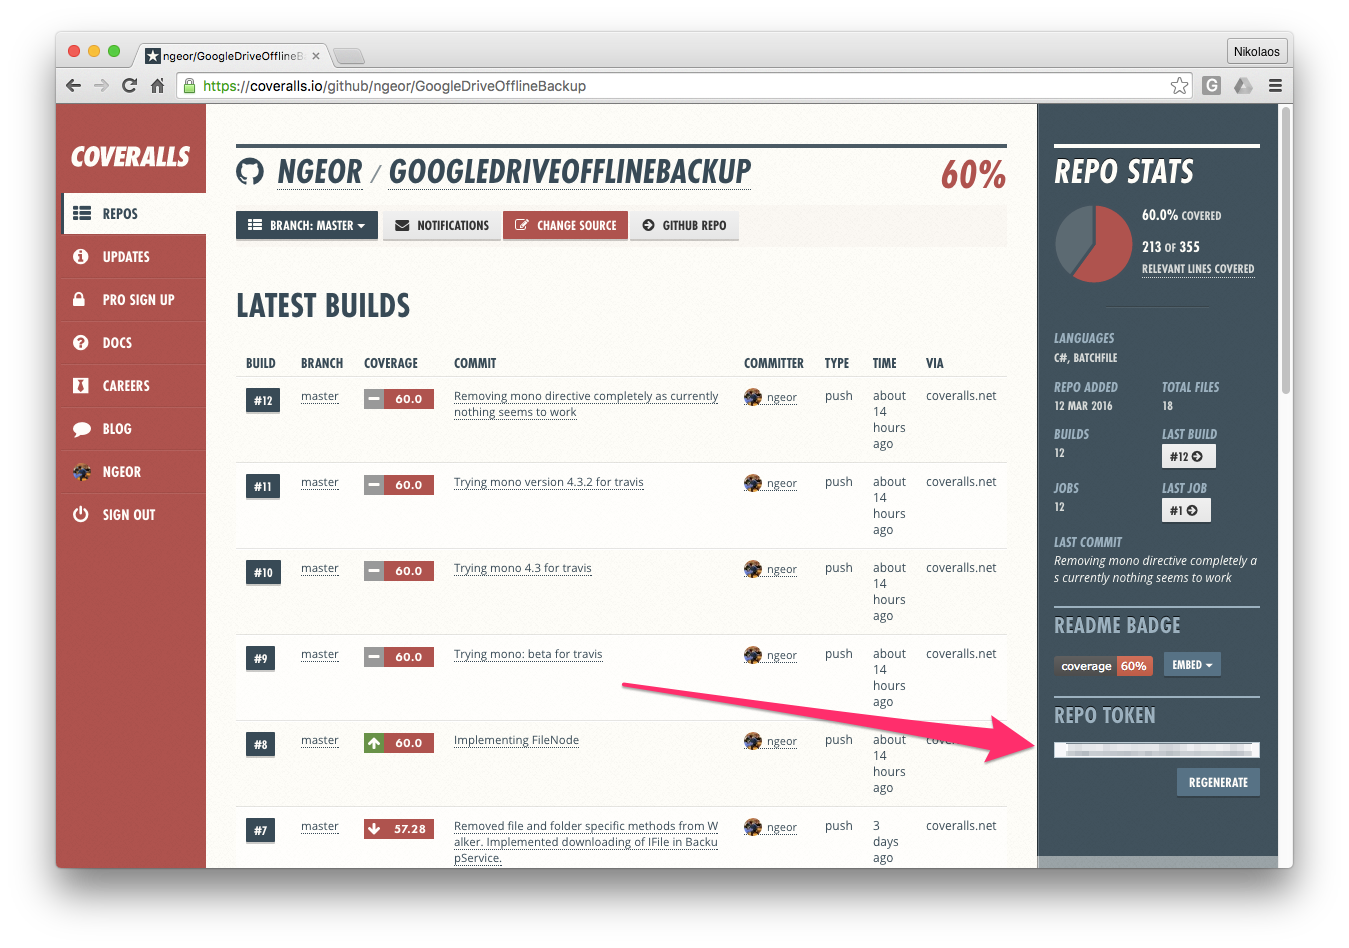 ngeor/GoogleDriveOfflineBa
Nikolaos
https://coveralls.io/github/ngeor/GoogleDriveOfflineBackup
G
COVERALLS
REPOS
UPDATES
PRO SIGN UP
DOCS
CAREERS
BLOG
NGEOR
SIGN OUT
NGEOR / GOOGLEDRIVEOFFLINEBACKUP
60%
BRANCH: MASTER
NOTIFICATIONS
CHANGE SOURCE
GITHUB REPO
LATEST BUILDS
BUILD BRANCH COVERAGE COMMIT COMMITTER TYPE TIME VIA
#12 master 60.0 Removing mono directive completely as currently ngeor push about coveralls.net
nothing seems to work 14
hours
ago
#11 master 60.0 Trying mono version 4.3.2 for travis ngeor push about coveralls.net
14
hours
ago
#10 master 60.0 Trying mono 4.3 for travis ngeor push about coveralls.net
14
hours
ago
#9 master 60.0 Trying mono: beta for travis ngeor push about coveralls.net
14
hours
ago
#8 master 60.0 Implementing FileNode ngeor push about
14
hours
ago
#7 master 57.28 Removed file and folder specific methods from W ngeor push 3 coveralls.net
alker. Implemented downloading of IFile in Backu days
pService. ago
REPO STATS
60.0% COVERED
213 OF 355
RELEVANT LINES COVERED
LANGUAGES
C#, BATCHFILE
REPO ADDED TOTAL FILES
12 MAR 2016 18
BUILDS LAST BUILD
12 #12
JOBS LAST JOB
12 #1
LAST COMMIT
Removing mono directive completely a
s currently nothing seems to work
README BADGE
coverage 60% EMBED
REPO TOKEN
REGENERATE